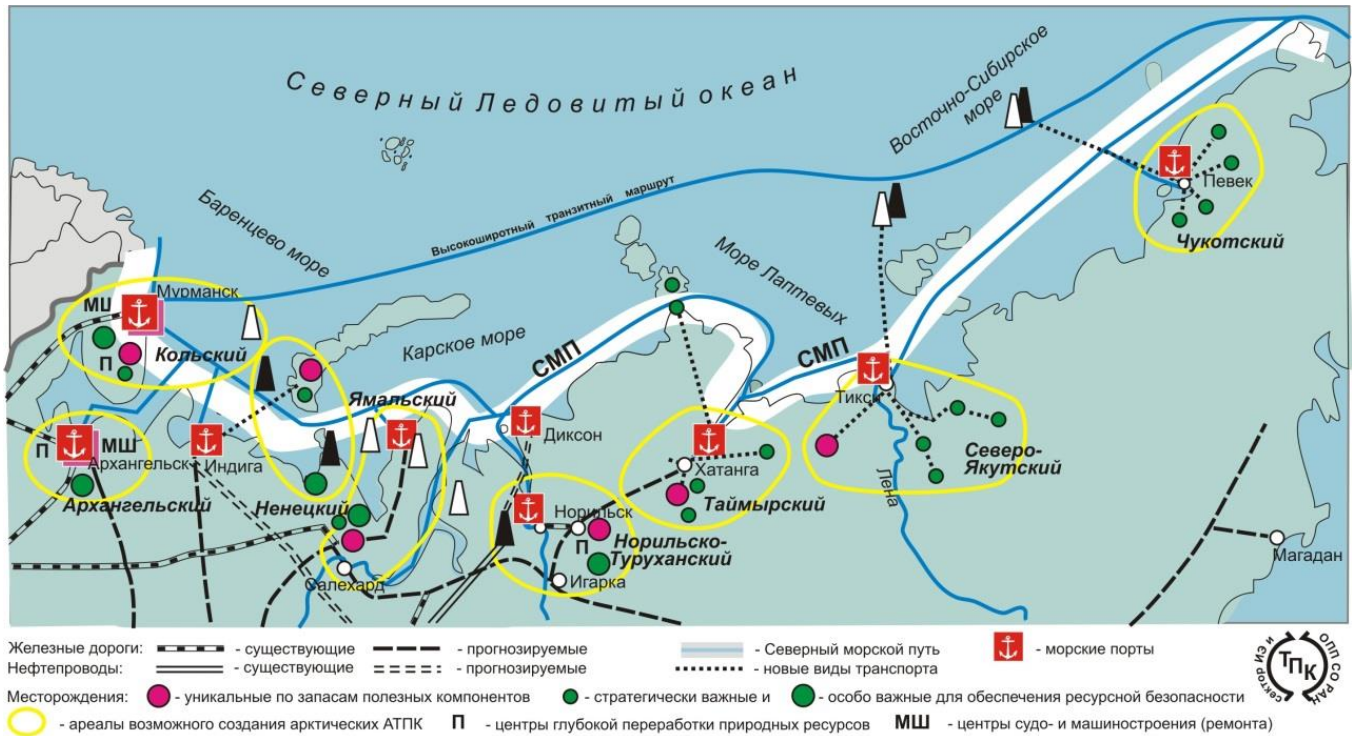 Северный Ледовитый океан
Восточно-Сибирское
море
Баренцево море
Высокоширотный транзитный маршрут
Море Лаптевых
Карское море
СМП
СМП
Певек
Чукотский
МШ
Мурманск
П
Кольский
Ямальский
Тикси
Диксон
П
МШ
Архангельск
Индига
Хатанга
Северо-
Якутский
Лена
Архангельский
Ненецкий
Таймырский
Норильск
П
Норильско-
Туруханский
Магадан
Салехард
Игарка
Железные дороги: - существующие - прогнозируемые - Северный морской путь - морские порты
Нефтепроводы: - существующие - прогнозируемые - новые виды транспорта
Месторождения: - уникальные по запасам полезных компонентов - стратегически важные и - особо важные для обеспечения ресурсной безопасности
- ареалы возможного создания арктических АТПК П - центры глубокой переработки природных ресурсов МШ - центры судо- и машиностроения (ремонта)
ТПК
сектор ИЭ и ОПП СО РАН